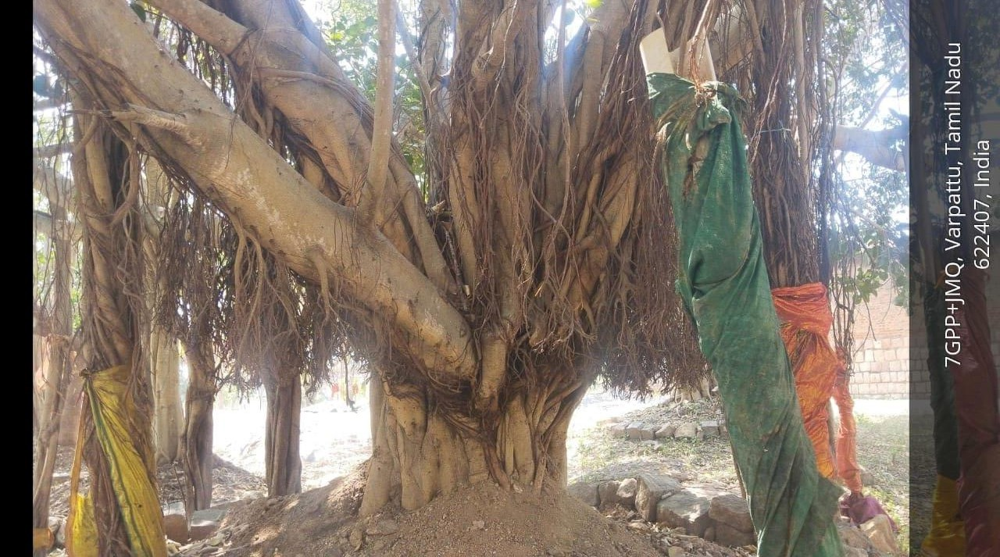 7GPP+JMQ, Varpattu, Tamil Nadu
622407, India